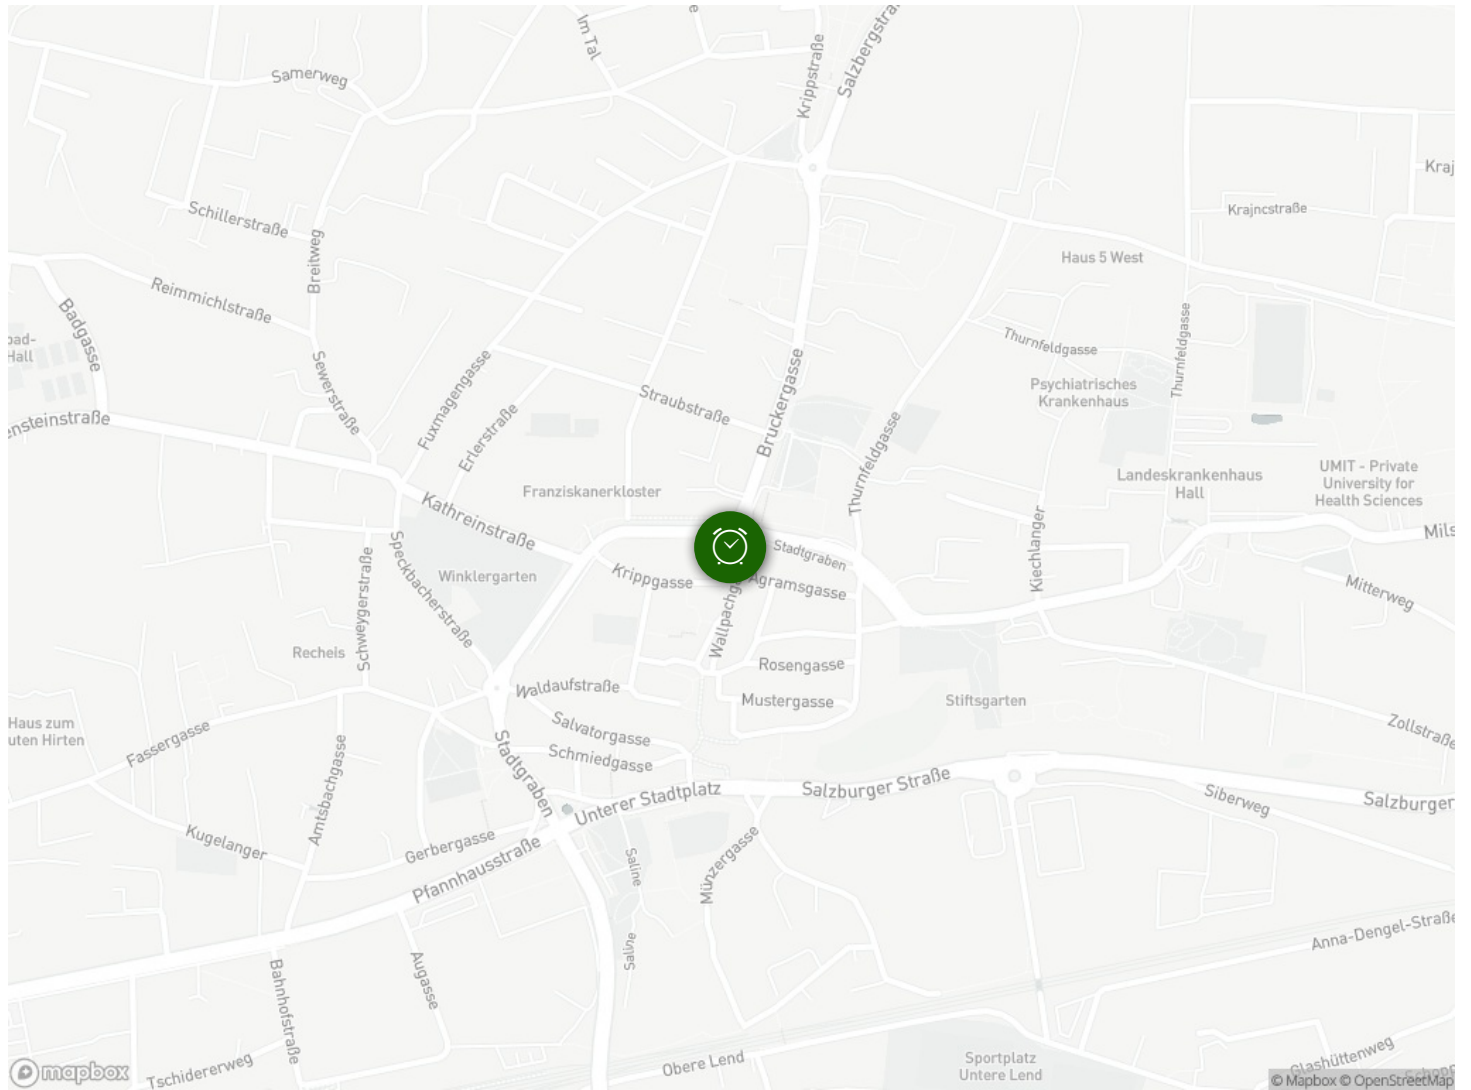 Im Tal
Krippstraße
Salzbergstra
Samerweg
Kraj
Schillerstraße
Krajncstraße
Breitweg
Haus 5 West
Reimmichlstraße
Badgasse
Thurnfeldgasse
Thurnfeldgasse
bad-
Hall
Sewerstraße
Fuxmagengasse
Straubstraße
Bruckergasse
Psychiatrisches
Krankenhaus
ensteinstraße
Erlerstraße
Thurnfeldgasse
Franziskanerkloster
Landeskrankenhaus
Hall
UMIT - Private
University for
Health Sciences
Kathreinstraße
Stadtgraben
Kiechlanger
Mils
Speckbacherstraße
Winklergarten
Krippgasse
Wallpachga
Agramsgasse
Mitterweg
Schweygerstraße
Recheis
Rosengasse
Waldaufstraße
Mustergasse
Stiftsgarten
Haus zum
uten Hirten
Fassergasse
Salvatorgasse
Schmiedgasse
Zollstraße
Stadtgraben
Amtsbachgasse
Unterer Stadtplatz
Salzburger Straße
Siberweg
Salzburger
Kugelanger
Gerbergasse
Pfannhausstraße
Saline
Münzergasse
Saline
Anna-Dengel-Straße
Augasse
Bahnhofstraße
Tschidererweg
Obere Lend
Sportplatz
Untere Lend
Glashüttenweg
mapbox
© Mapbox © OpenStreetMap